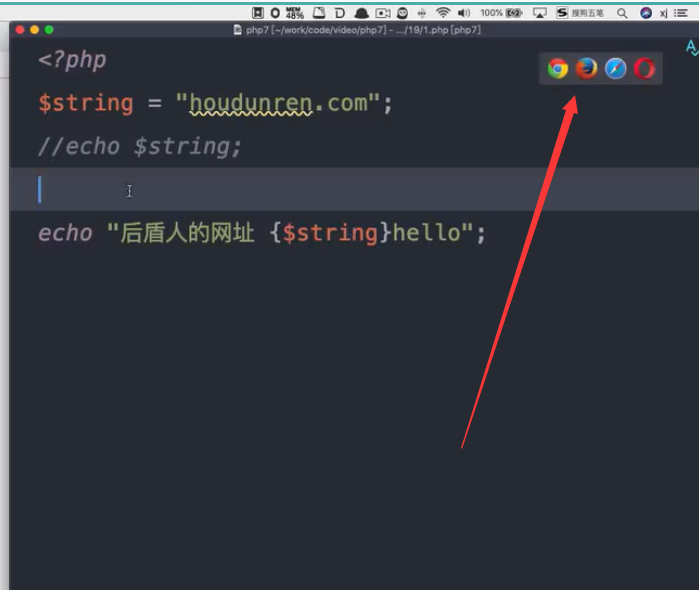 MEM 48% 100% 搜狗五笔 xj
php7 [~/work/code/video/php7] - .../19/1.php [php7]
<?php
$string = "houdunren.com";
//echo $string;
echo "后盾人的网址 {$string}hello";